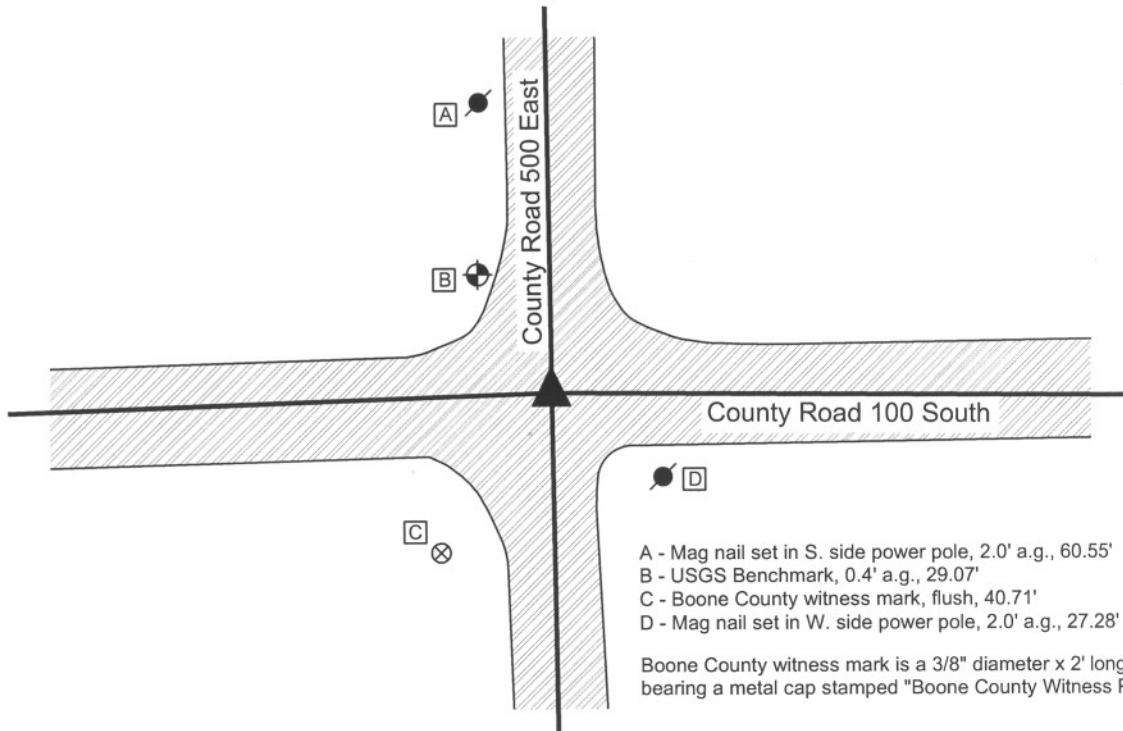 A
County Road 500 East
B
County Road 100 South
D
C
A - Mag nail set in S. side power pole, 2.0' a.g., 60.55'
B - USGS Benchmark, 0.4' a.g., 29.07'
C - Boone County witness mark, flush, 40.71'
D - Mag nail set in W. side power pole, 2.0' a.g., 27.28'
Boone County witness mark is a 3/8" diameter x 2' long
bearing a metal cap stamped "Boone County Witness